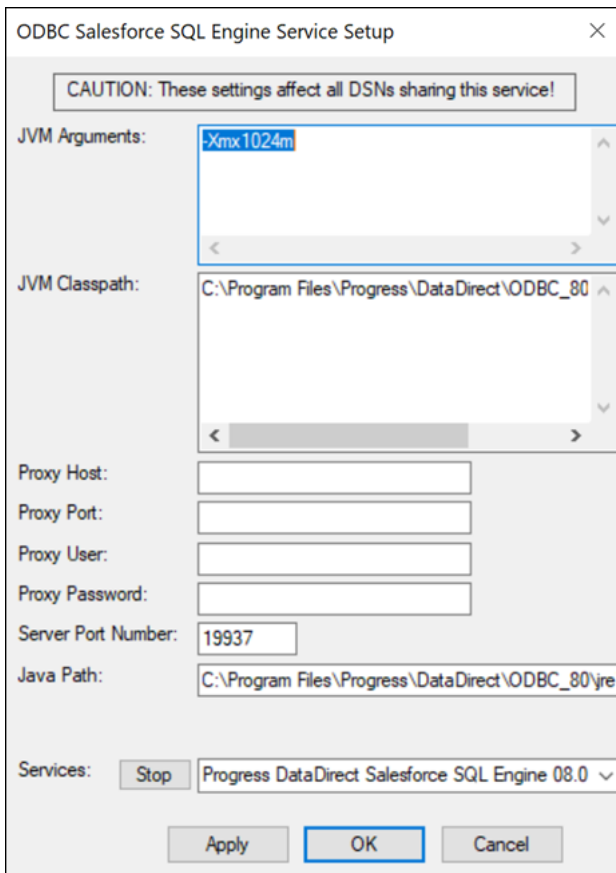 ODBC Salesforce SQL Engine Service Setup
CAUTION: These settings affect all DSNs sharing this service!
JVM Arguments:
-Xmx1024m
JVM Classpath:
C:\Program Files\Progress\DataDirect\ODBC_80
Proxy Host:
Proxy Port:
Proxy User:
Proxy Password:
Server Port Number: 19937
Java Path: C:\Program Files\Progress\DataDirect\ODBC_80\jre
Services: Stop Progress DataDirect Salesforce SQL Engine 08.0
Apply OK Cancel